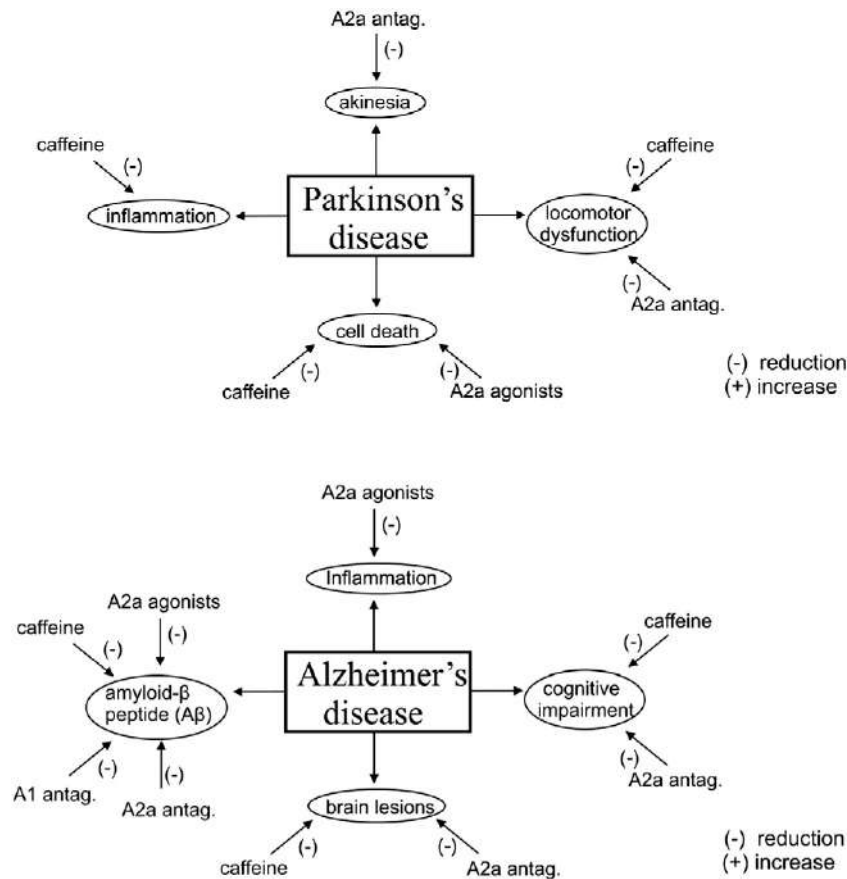 A2a antag.
(-)
akinesia
caffeine
(-)
inflammation
Parkinson's
disease
caffeine
(-)
locomotor
dysfunction
(-)
A2a antag.
cell death
(-)
caffeine
(-)
A2a agonists
(-) reduction
(+) increase
A2a agonists
(-)
Inflammation
A2a agonists
(-)
caffeine
(-)
amyloid-β
peptide (Aβ)
(-)
A1 antag.
(-)
A2a antag.
Alzheimer's
disease
caffeine
(-)
cognitive
impairment
(-)
A2a antag.
brain lesions
(-)
caffeine
(-)
A2a antag.
(-) reduction
(+) increase